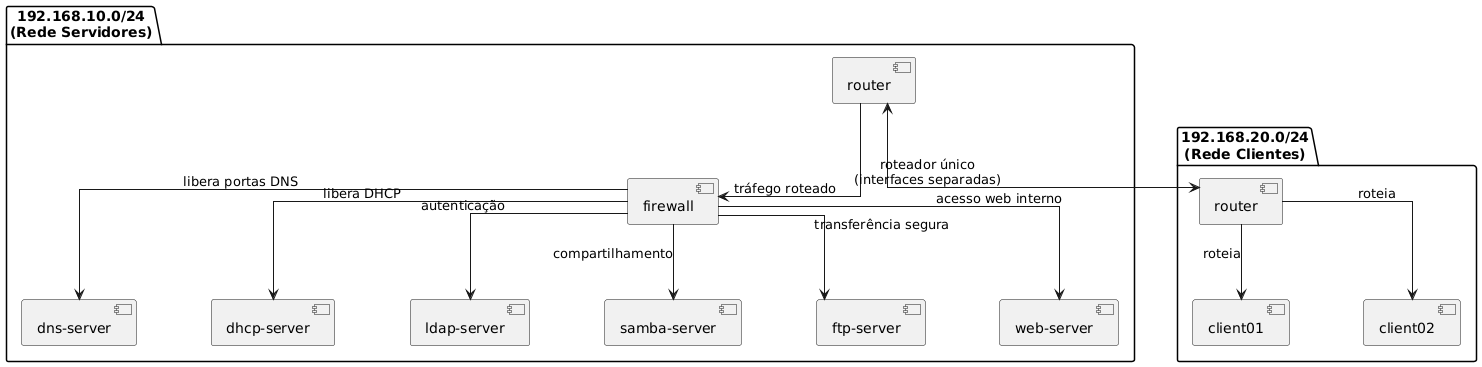 192.168.10.0/24
(Rede Servidores)
router
192.168.20.0/24
(Rede Clientes)
roteador único
(interfaces separadas)
libera portas DNS
libera DHCP
autenticação
firewall
tráfego roteado
acesso web interno
transferência segura
compartilhamento
router
roteia
roteia
dns-server
dhcp-server
ldap-server
samba-server
ftp-server
web-server
client01
client02